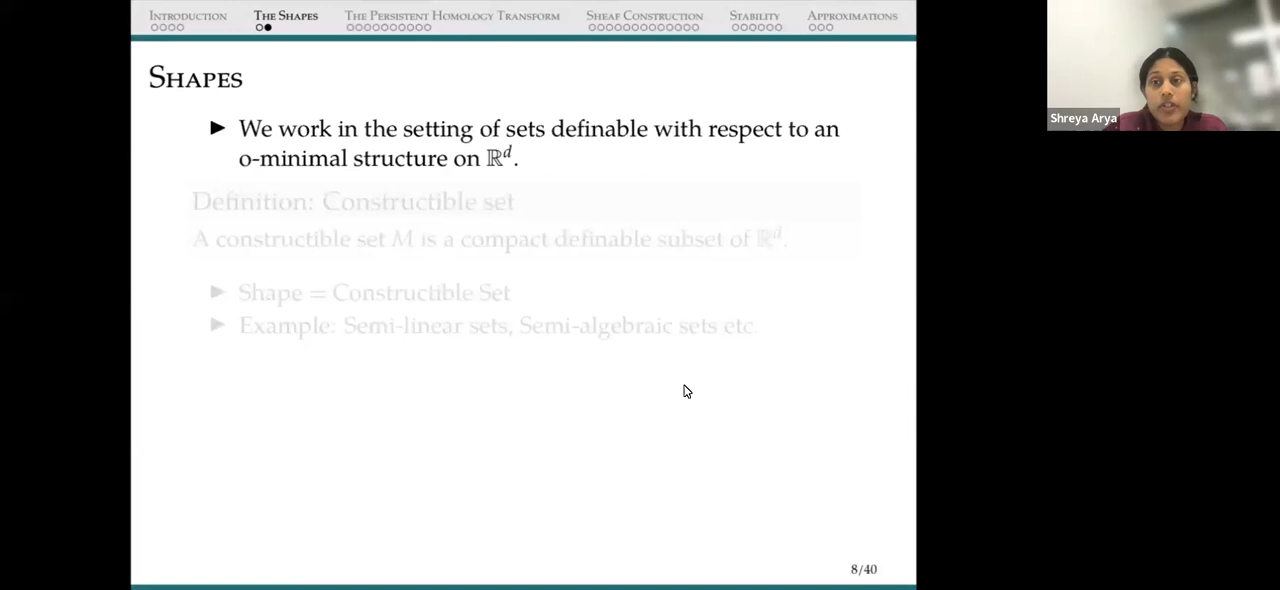 INTRODUCTION THE SHAPES THE PERSISTENT HOMOLOGY TRANSFORM SHEAF CONSTRUCTION STABILITY APPROXIMATIONS
SHAPES
► We work in the setting of sets definable with respect to an
o-minimal structure on ℝᵈ.
Definition: Constructible set
A constructible set M is a compact definable subset of ℝᵈ.
► Shape = Constructible Set
► Example: Semi-linear sets, Semi-algebraic sets etc.
8/40
Shreya Arya